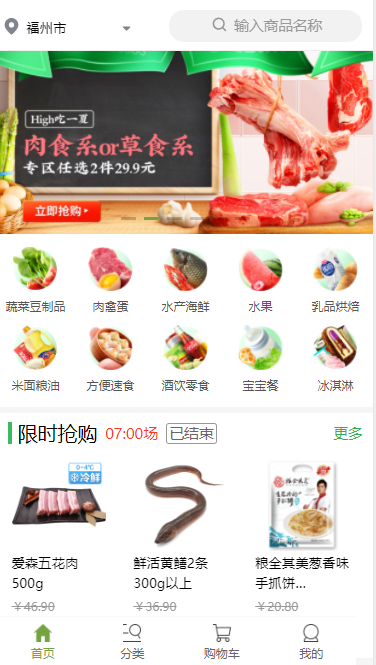 福州市
输入商品名称
High吃一夏
肉食系or草食系
专区任选2件29.9元
立即抢购
蔬菜豆制品
肉禽蛋
水产海鲜
水果
乳品烘焙
米面粮油
方便速食
酒饮零食
宝宝餐
冰淇淋
限时抢购 07:00场 已结束 更多
0-4℃
冷鲜
爱森五花肉
500g
￥46.90
鲜活黄鳝2条
300g以上
￥36.90
粮全其美葱香味
手抓饼...
￥20.80
首页
分类
购物车
我的